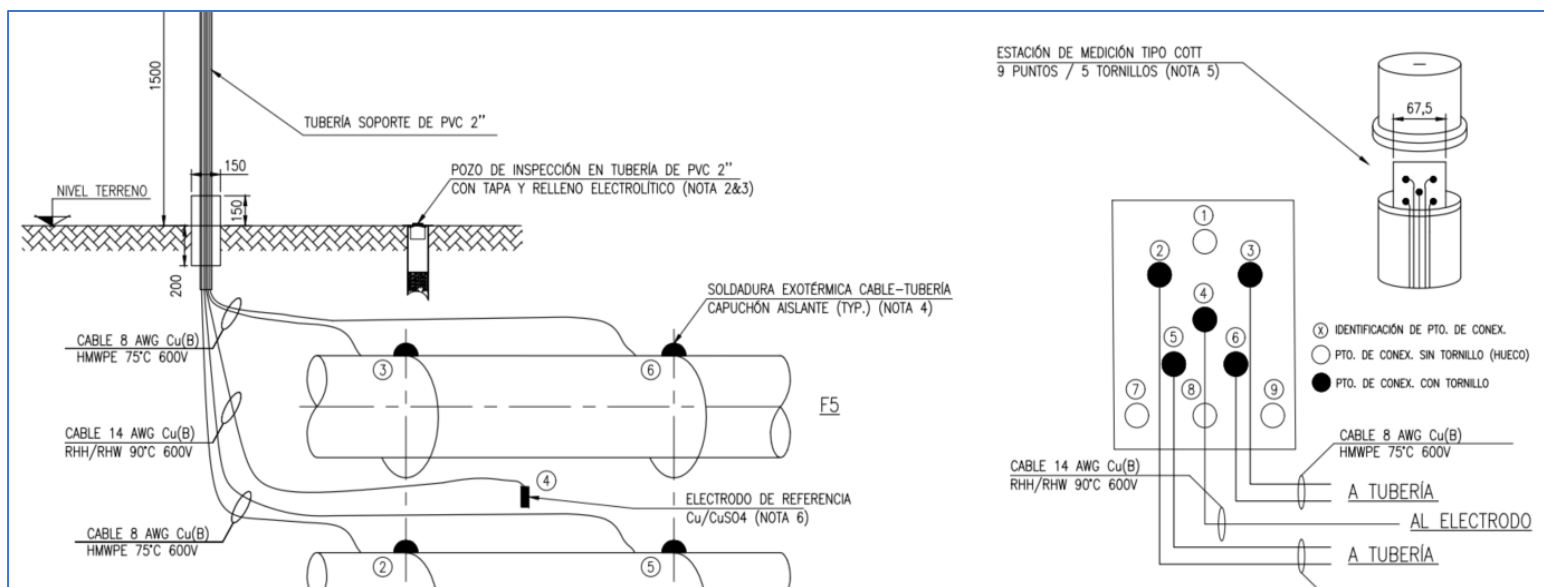 1500
TUBERÍA SOPORTE DE PVC 2''
150
150
NIVEL TERRENO
200
POZO DE INSPECCIÓN EN TUBERÍA DE PVC 2''
CON TAPA Y RELLENO ELECTROLÍTICO (NOTA 2&3)
SOLDADURA EXOTÉRMICA CABLE-TUBERÍA
CAPUCHÓN AISLANTE (TYP.) (NOTA 4)
CABLE 8 AWG Cu(B)
HMWPE 75°C 600V
3
6
F5
CABLE 14 AWG Cu(B)
RHH/RHW 90°C 600V
4
ELECTRODO DE REFERENCIA
Cu/CuSO4 (NOTA 6)
CABLE 8 AWG Cu(B)
HMWPE 75°C 600V
2
5
ESTACIÓN DE MEDICIÓN TIPO COTT
9 PUNTOS / 5 TORNILLOS (NOTA 5)
67,5
1
2
3
4
5
6
7
8
9
X IDENTIFICACIÓN DE PTO. DE CONEX.
PTO. DE CONEX. SIN TORNILLO (HUECO)
PTO. DE CONEX. CON TORNILLO
CABLE 8 AWG Cu(B)
HMWPE 75°C 600V
CABLE 14 AWG Cu(B)
RHH/RHW 90°C 600V
A TUBERÍA
AL ELECTRODO
A TUBERÍA